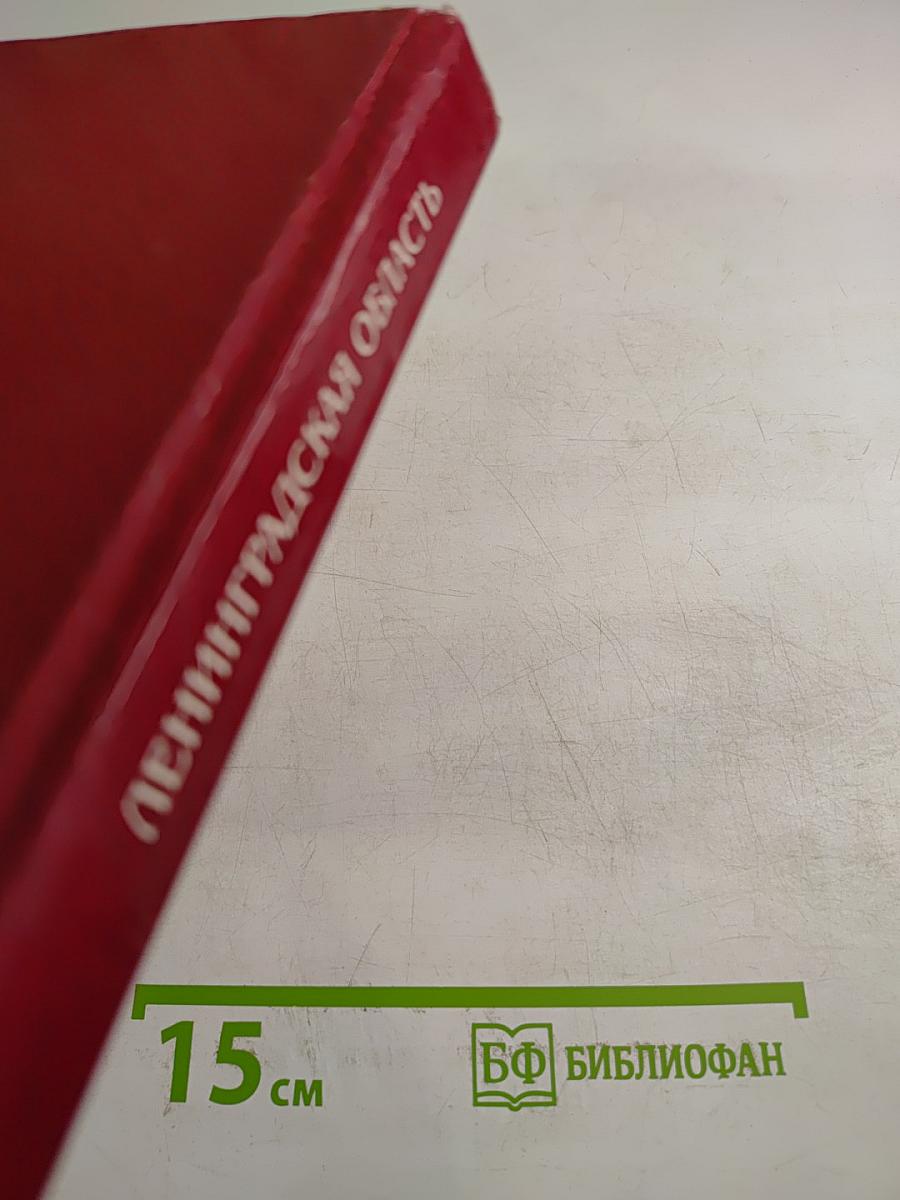 ЛЕНИНГРАДСКАЯ ОБЛАСТЬ
15 см
БФ БИБЛИОФАН